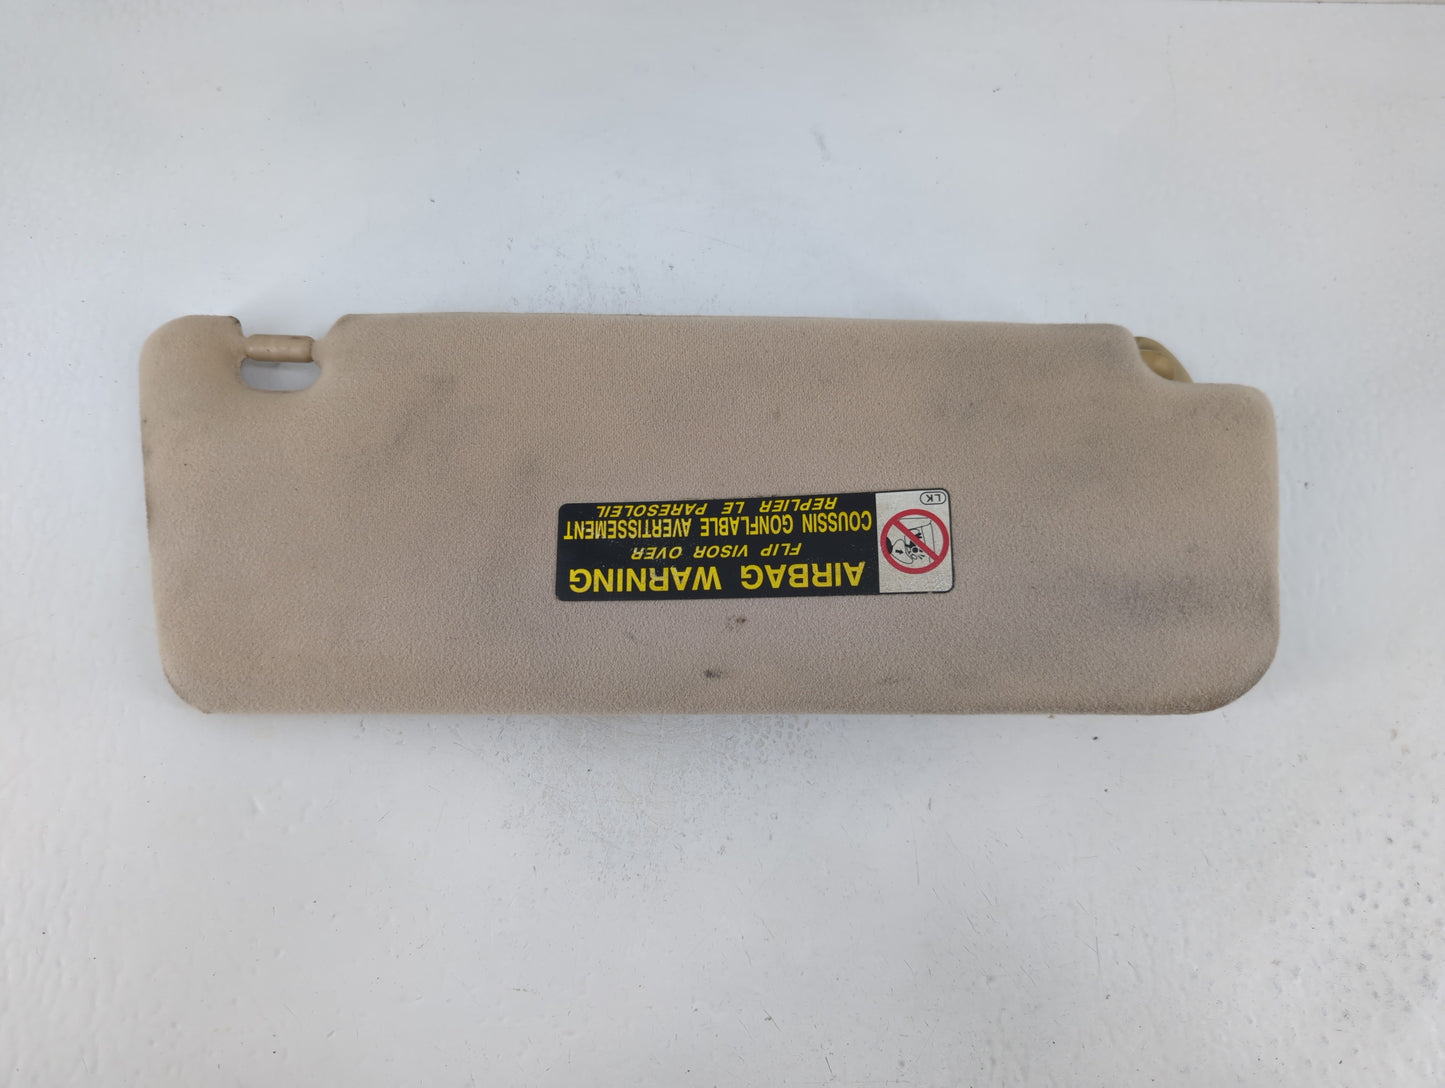 AIRBAG WARNING
FLIP VISOR OVER
COUSSIN GONFLABLE AVERTISSEMENT
REPLIER LE PARESOLEIL
LK